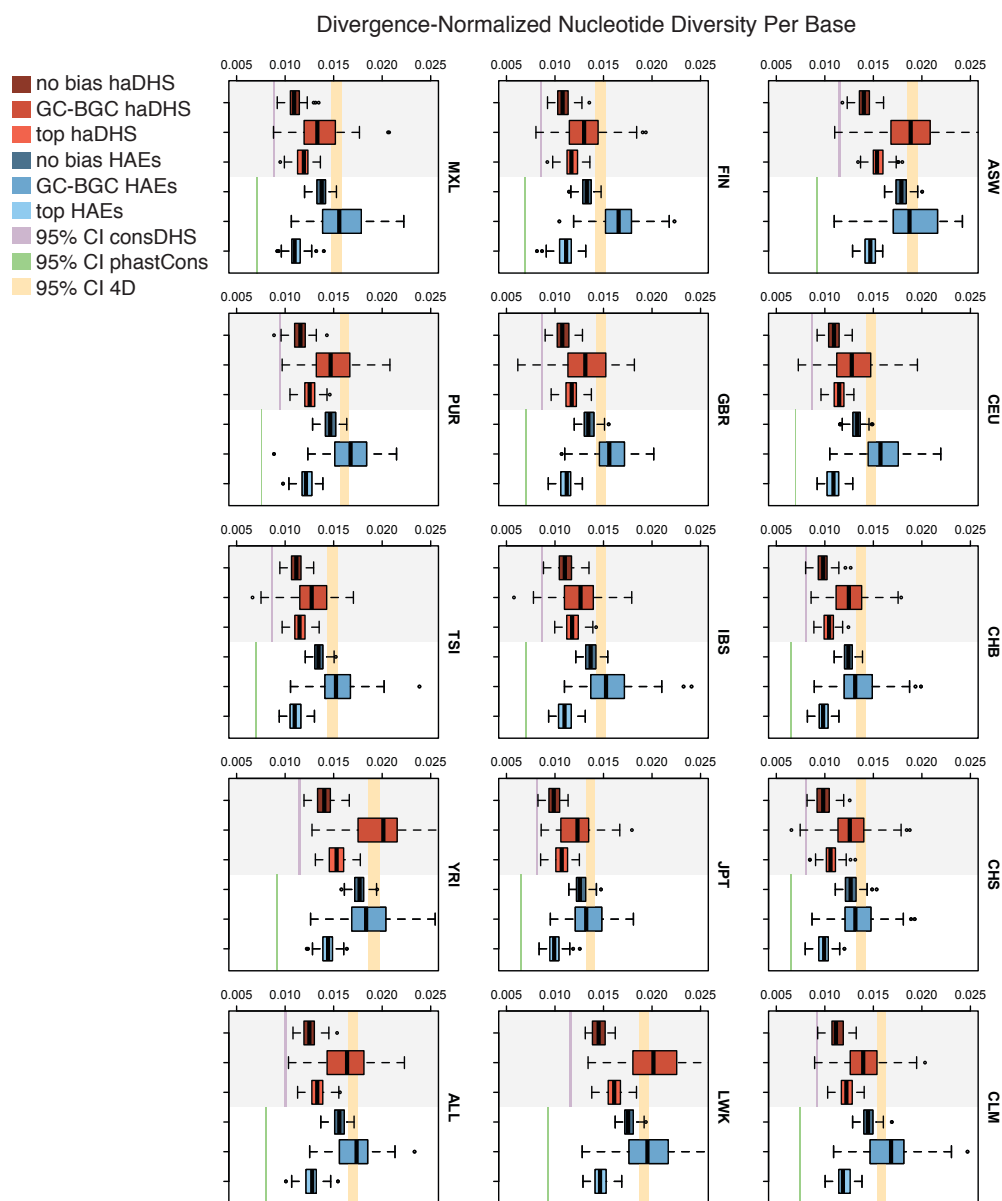 Divergence-Normalized Nucleotide Diversity Per Base
no bias haDHS
GC-BGC haDHS
top haDHS
no bias HAEs
GC-BGC HAEs
top HAEs
95% CI consDHS
95% CI phastCons
95% CI 4D
0.005 0.010 0.015 0.020 0.025
MXL
0.005 0.010 0.015 0.020 0.025
FIN
0.005 0.010 0.015 0.020 0.025
ASW
0.005 0.010 0.015 0.020 0.025
PUR
0.005 0.010 0.015 0.020 0.025
GBR
0.005 0.010 0.015 0.020 0.025
CEU
0.005 0.010 0.015 0.020 0.025
TSI
0.005 0.010 0.015 0.020 0.025
IBS
0.005 0.010 0.015 0.020 0.025
CHB
0.005 0.010 0.015 0.020 0.025
YRI
0.005 0.010 0.015 0.020 0.025
JPT
0.005 0.010 0.015 0.020 0.025
CHS
0.005 0.010 0.015 0.020 0.025
ALL
0.005 0.010 0.015 0.020 0.025
LWK
0.005 0.010 0.015 0.020 0.025
CLM